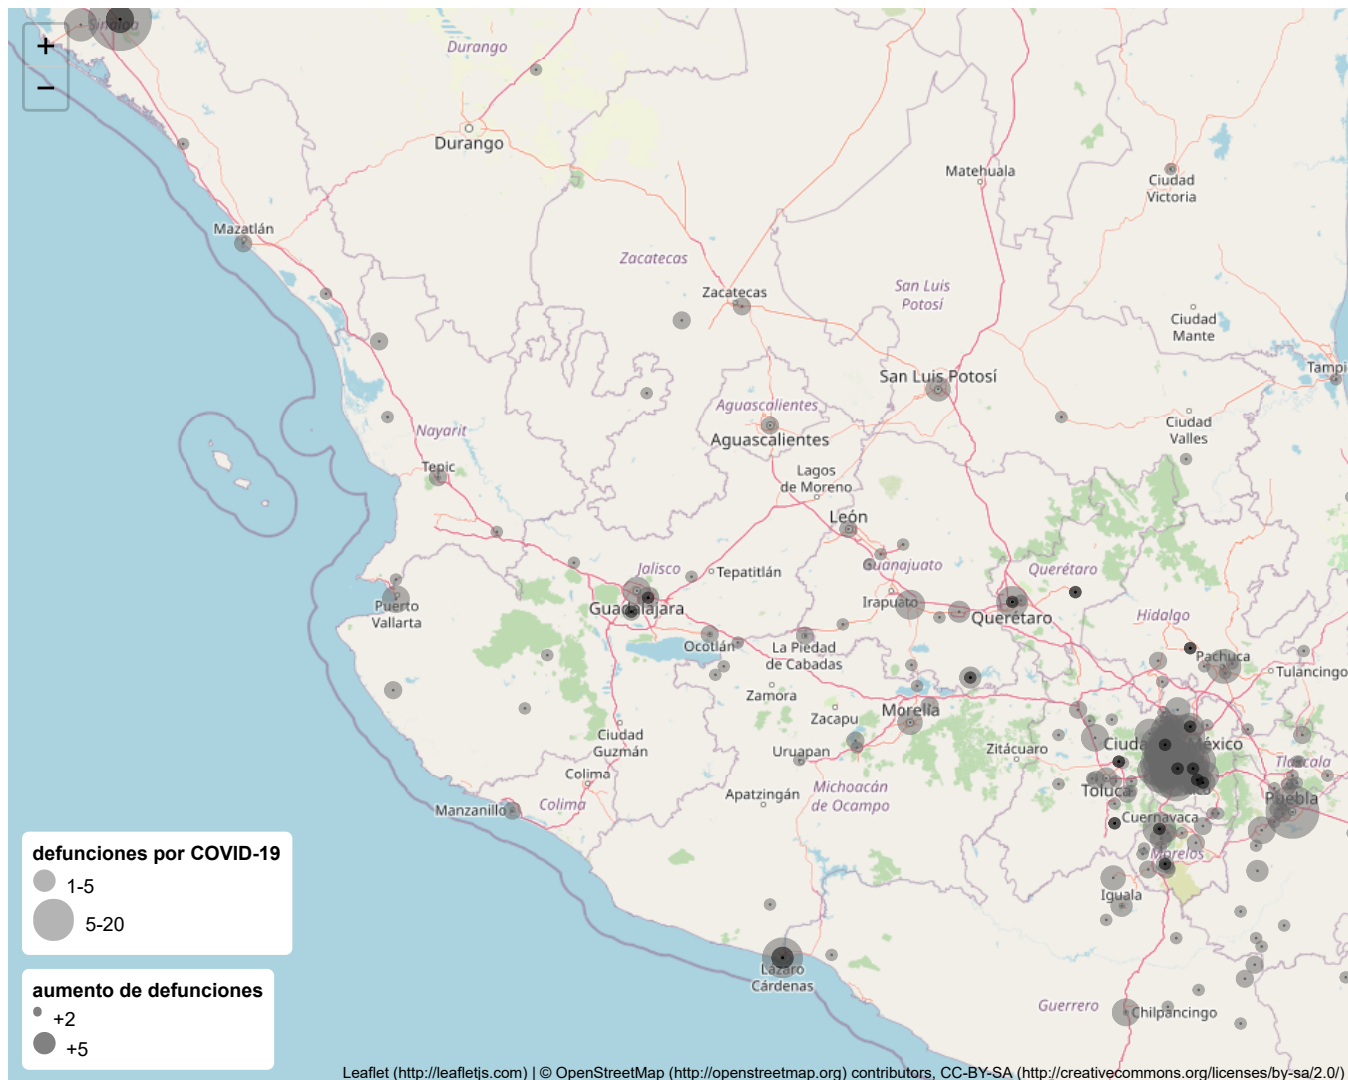 Sinaloa
+
−
Durango
Durango
Matehuala
Ciudad
Victoria
Mazatlán
Zacatecas
Zacatecas
San Luis
Potosí
Ciudad
Mante
San Luis Potosí
Tampi
Aguascalientes
Aguascalientes
Ciudad
Valles
Nayarit
Tepic
Lagos
de Moreno
León
Jalisco
Tepatitlán
Guanajuato
Querétaro
Puerto
Vallarta
Guadalajara
Irapuato
Querétaro
Hidalgo
Ocotlán
La Piedad
de Cabadas
Pachuca
Tulancingo
Zamora
Morelia
Zacapu
Ciudad
Guzmán
Uruapan
Zitácuaro
Ciudad México
Tlaxcala
Colima
Colima
Michoacán
de Ocampo
Apatzingán
Toluca
Puebla
Manzanillo
Cuernavaca
Morelos
Iguala
defunciones por COVID-19
1-5
5-20
Lázaro
Cárdenas
aumento de defunciones
+2
+5
Guerrero
Chilpancingo
Leaflet (http://leafletjs.com) | © OpenStreetMap (http://openstreetmap.org) contributors, CC-BY-SA (http://creativecommons.org/licenses/by-sa/2.0/)